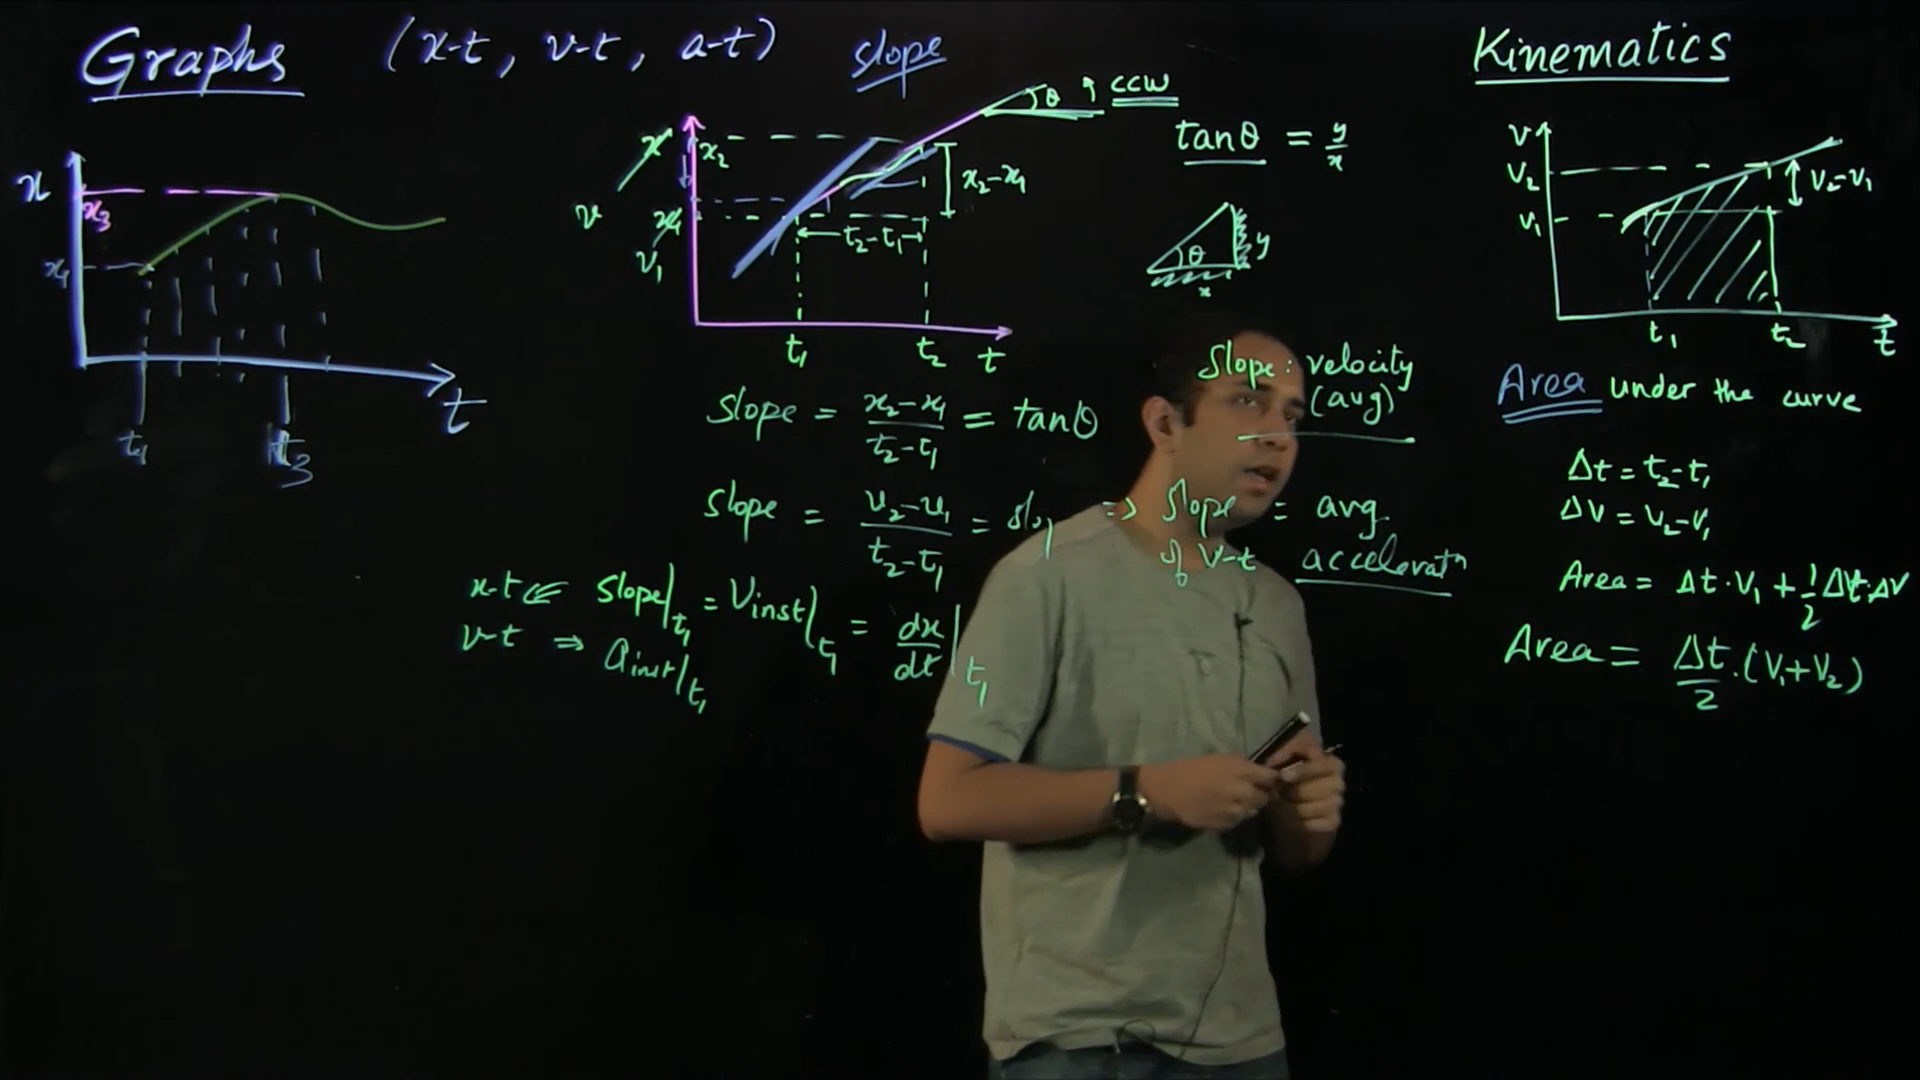 Graphs (x-t, v-t, a-t) slope
Kinematics
x
x3
x1
t1
t3
t
x
v
x2
x1
v1
x2-x1
t2-t1
t1
t2
t
θ
CCW
tanθ = y/x
θ
y
x
v
v2
v1
v2-v1
t1
t2
t
Slope = (x2-x1)/(t2-t1) = tanθ
Slope: velocity
(avg)
Slope = (v2-v1)/(t2-t1) = slop ⇒ Slope = avg
of v-t acceleratn
x-t ⇐ Slope|t1 = Vinst|t1 = dx/dt|t1
v-t ⇒ ainst|t1
Area under the curve
Δt = t2-t1
Δv = v2-v1
Area = Δt·v1 + 1/2 Δt·Δv
Area = Δt/2 ·(v1+v2)